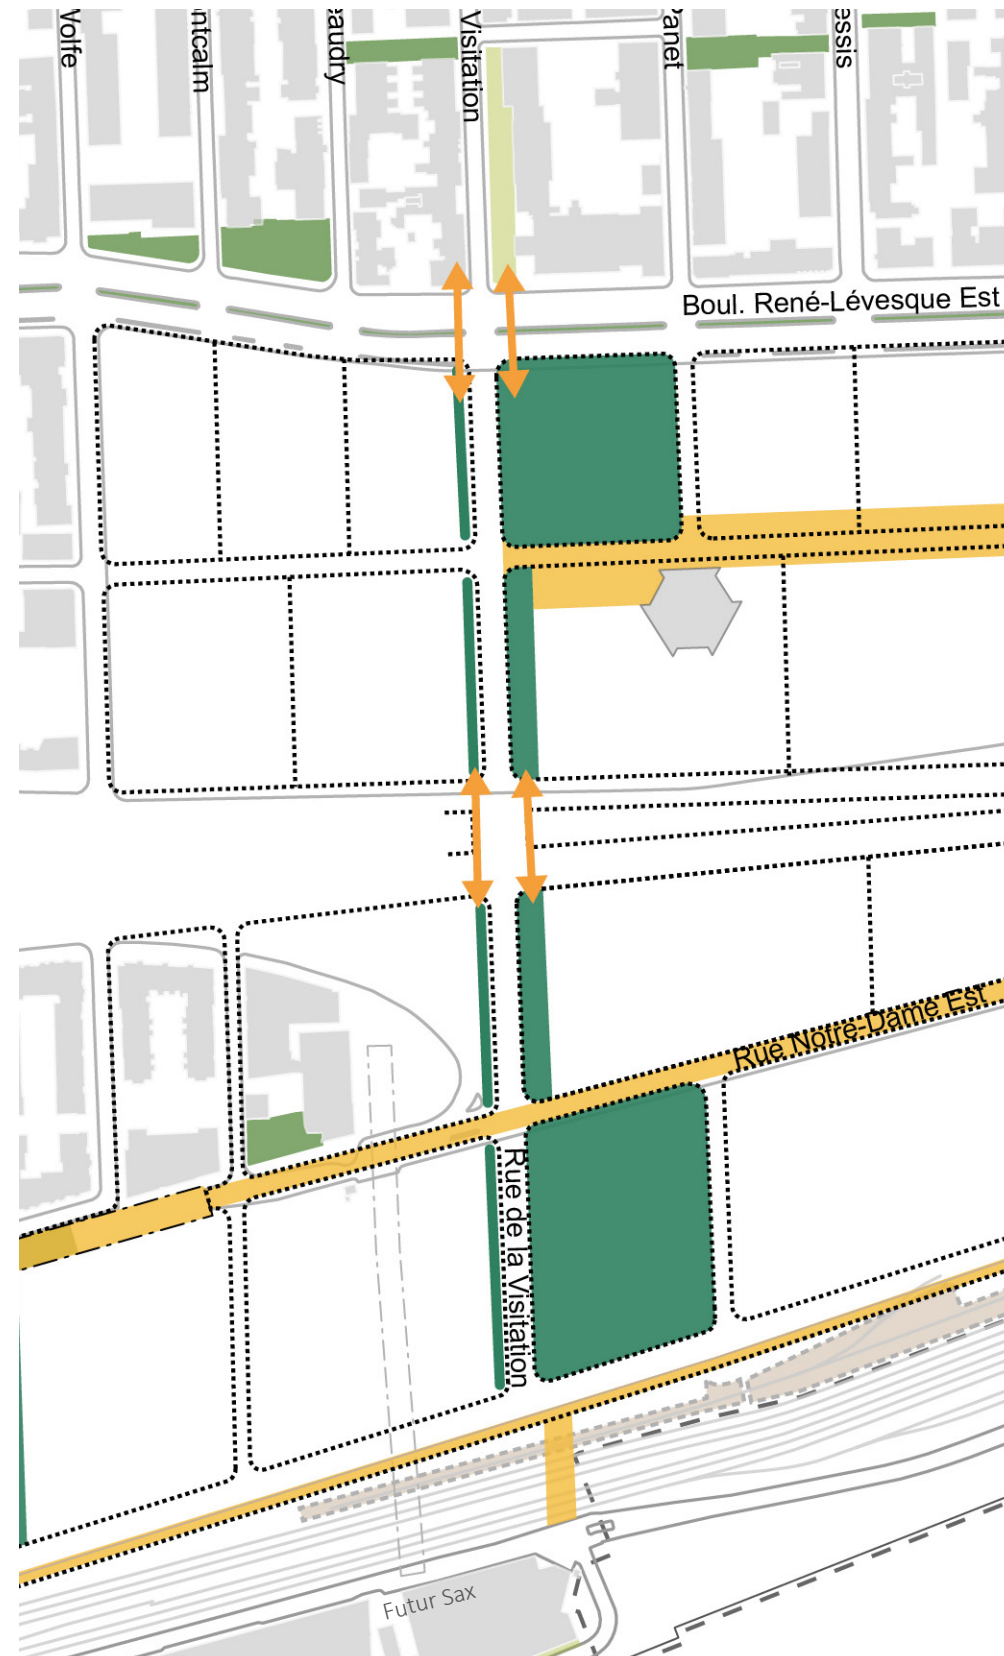 Wolfe
ntcalm
audry
Visitation
anet
essis
Boul. René-Lévesque Est
Rue Notre-Dame Est
Rue de la Visitation
Futur Sax